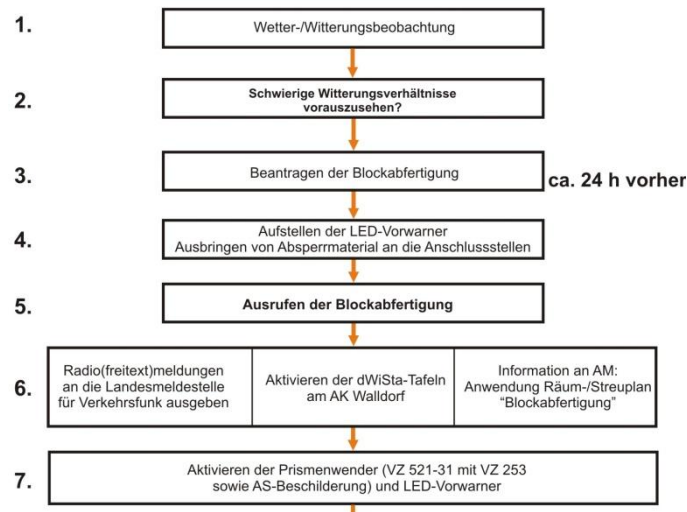 1.
Wetter-/Witterungsbeobachtung
2.
Schwierige Witterungsverhältnisse
vorauszusehen?
3.
Beantragen der Blockabfertigung
ca. 24 h vorher
4.
Aufstellen der LED-Vorwarner
Ausbringen von Absperrmaterial an die Anschlussstellen
5.
Ausrufen der Blockabfertigung
6.
Radio(freitext)meldungen
an die Landesmeldestelle
für Verkehrsfunk ausgeben
Aktivieren der dWiSta-Tafeln
am AK Walldorf
Information an AM:
Anwendung Räum-/Streuplan
"Blockabfertigung"
7.
Aktivieren der Prismenwender (VZ 521-31 mit VZ 253
sowie AS-Beschilderung) und LED-Vorwarner